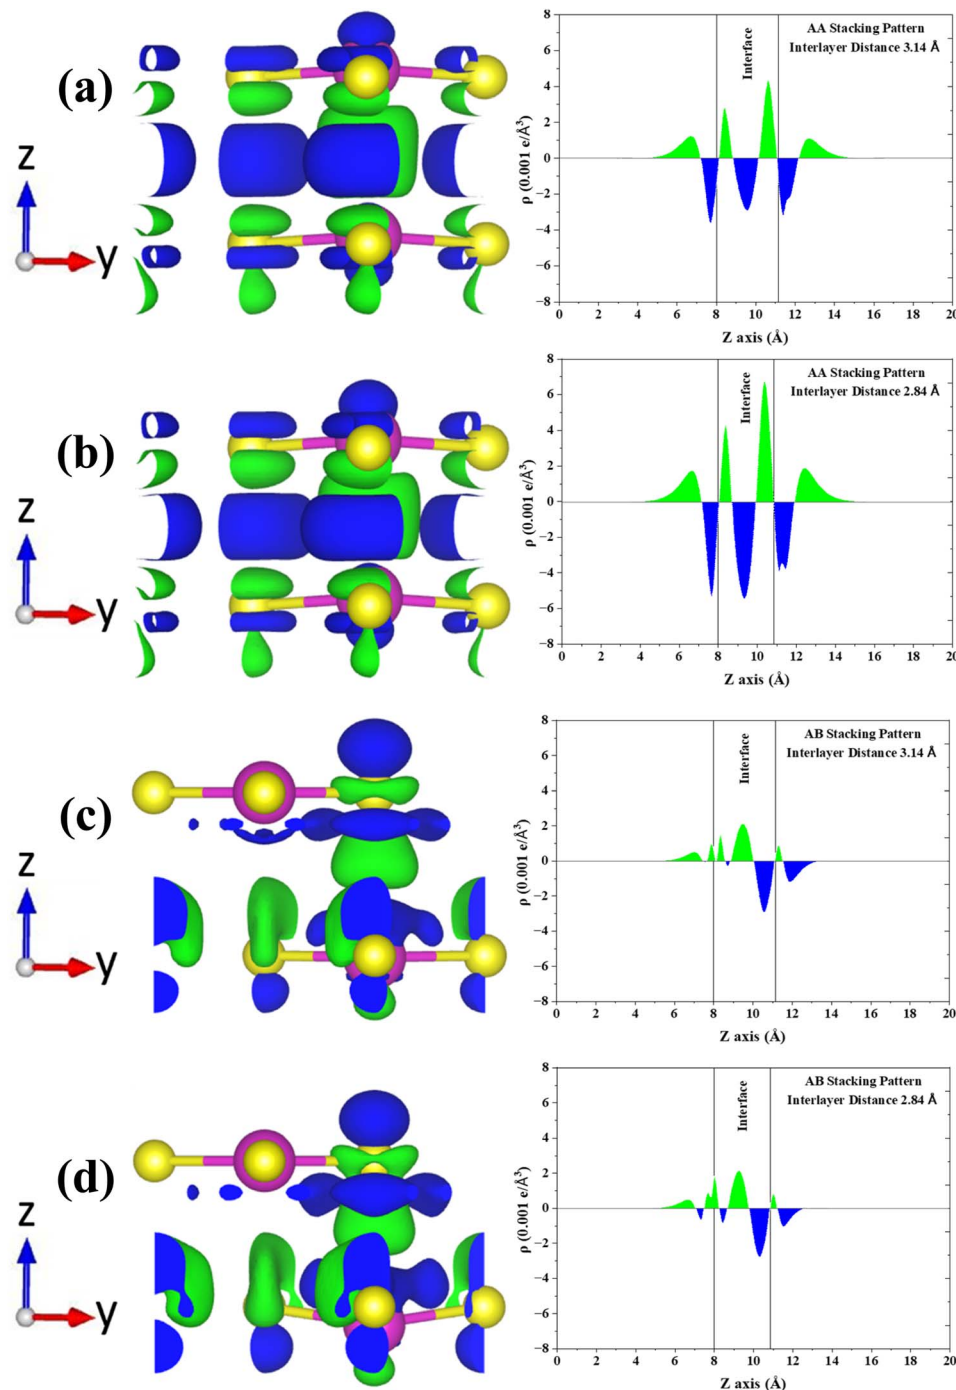 (a)
z
y
AA Stacking Pattern
Interlayer Distance 3.14 Å
Interface
ρ (0.001 e/Å³)
8
6
4
2
0
−2
−4
−6
−8
0 2 4 6 8 10 12 14 16 18 20
Z axis (Å)
(b)
z
y
AA Stacking Pattern
Interlayer Distance 2.84 Å
Interface
ρ (0.001 e/Å³)
8
6
4
2
0
−2
−4
−6
−8
0 2 4 6 8 10 12 14 16 18 20
Z axis (Å)
(c)
z
y
AB Stacking Pattern
Interlayer Distance 3.14 Å
Interface
ρ (0.001 e/Å³)
8
6
4
2
0
−2
−4
−6
−8
0 2 4 6 8 10 12 14 16 18 20
Z axis (Å)
(d)
z
y
AB Stacking Pattern
Interlayer Distance 2.84 Å
Interface
ρ (0.001 e/Å³)
8
6
4
2
0
−2
−4
−6
−8
0 2 4 6 8 10 12 14 16 18 20
Z axis (Å)